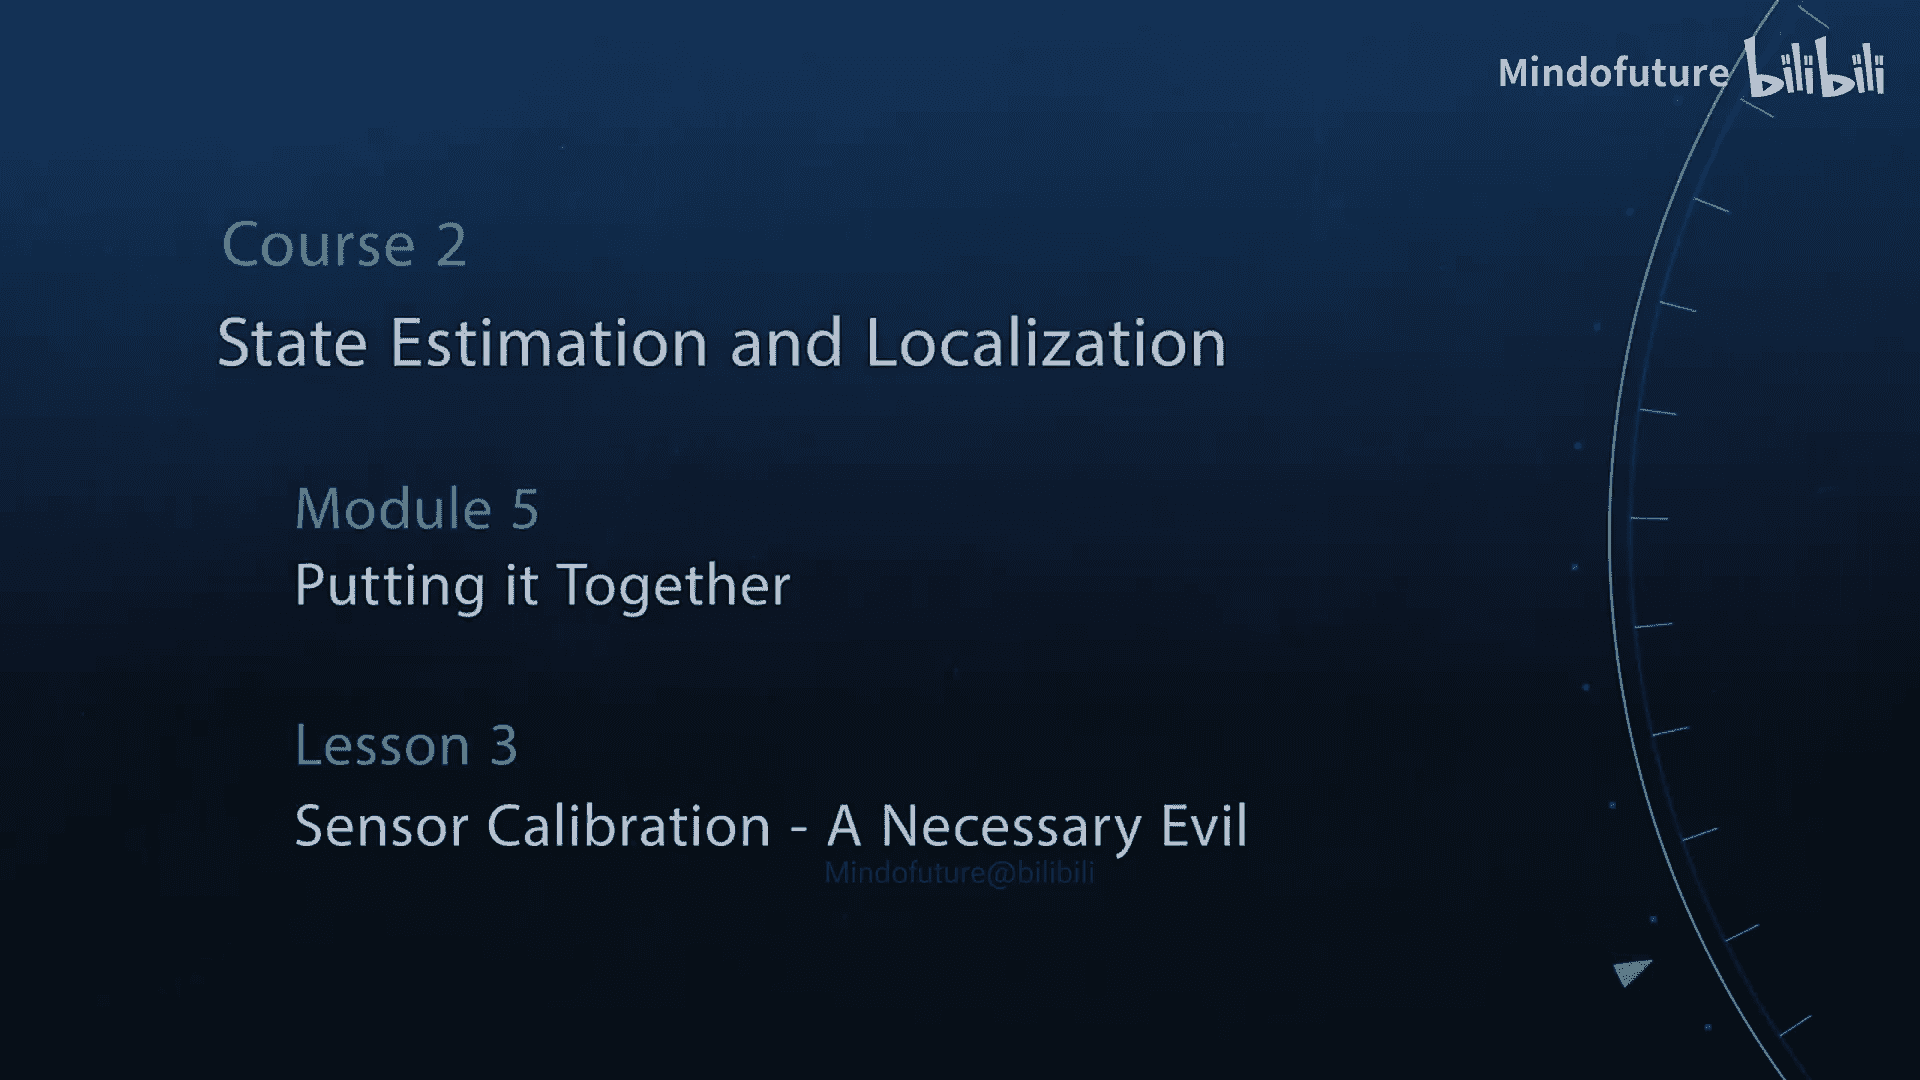 Mindofuture bilibili
Course 2
State Estimation and Localization
Module 5
Putting it Together
Lesson 3
Sensor Calibration - A Necessary Evil
Mindofuture@bilibili